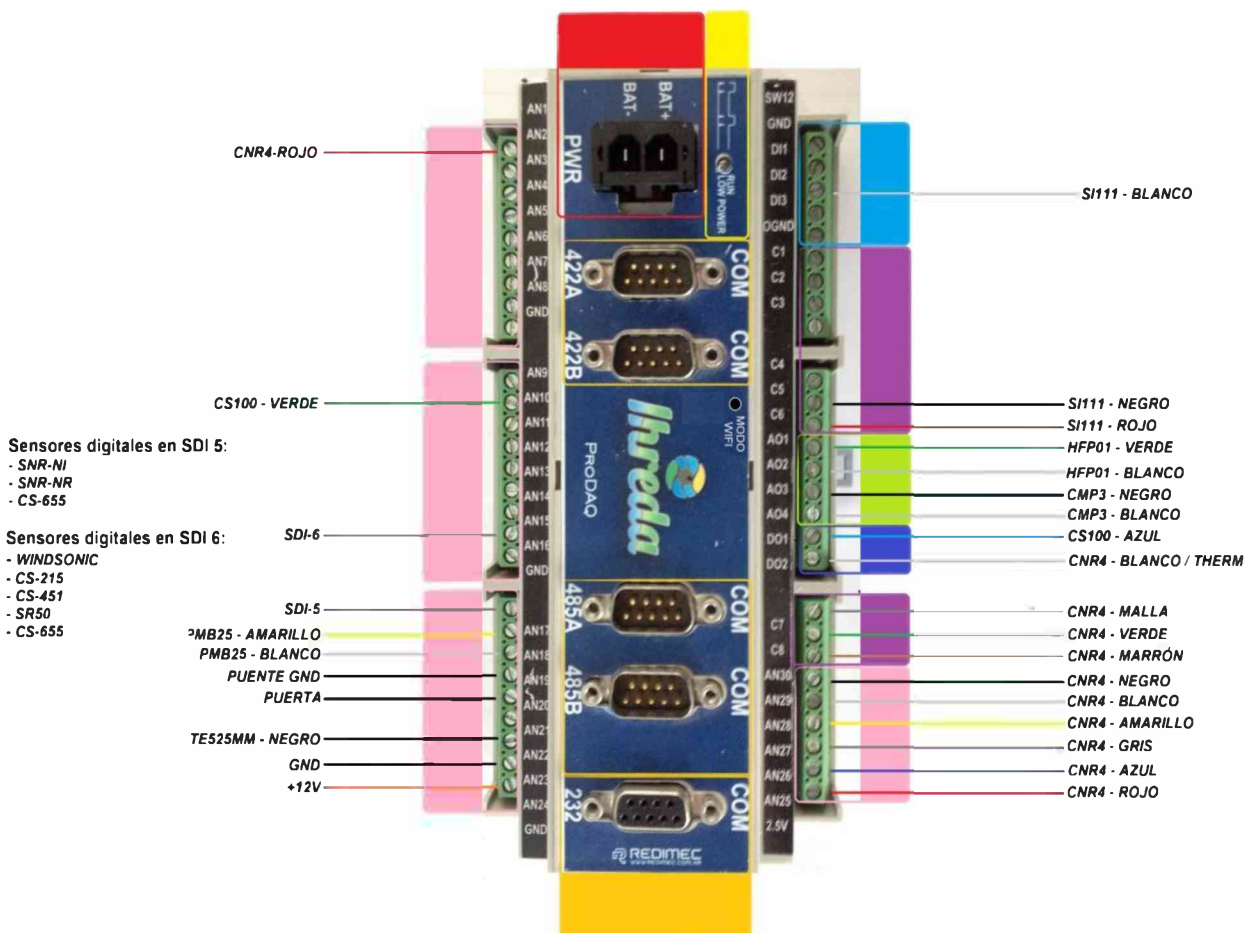 CNR4-ROJO
CS100 - VERDE
Sensores digitales en SDI 5:
- SNR-NI
- SNR-NR
- CS-655
Sensores digitales en SDI 6:
- WINDSONIC
- CS-215
- CS-451
- SR50
- CS-655
SDI-6
SDI-5
PMB25 - AMARILLO
PMB25 - BLANCO
PUENTE GND
PUERTA
TE525MM - NEGRO
GND
+12V
AN1
AN2
AN3
AN4
AN5
AN6
AN7
AN8
GND
AN9
AN10
AN11
AN12
AN13
AN14
AN15
AN16
GND
AN17
AN18
AN19
AN20
AN21
AN22
AN23
AN24
GND
BAT-
BAT+
PWR
RUN
LOW POWER
422A
COM
422B
COM
MODO
WIFI
Ihreda
PRODAQ
485A
COM
485B
COM
232
COM
REDIMEC
WWW.REDIMEC.COM.AR
SW12
GND
DI1
DI2
DI3
OGND
C1
C2
C3
C4
C5
C6
AO1
AO2
AO3
AO4
DO1
DO2
C7
C8
AN30
AN29
AN28
AN27
AN26
AN25
2.5V
SI111 - BLANCO
SI111 - NEGRO
SI111 - ROJO
HFP01 - VERDE
HFP01 - BLANCO
CMP3 - NEGRO
CMP3 - BLANCO
CS100 - AZUL
CNR4 - BLANCO / THERM
CNR4 - MALLA
CNR4 - VERDE
CNR4 - MARRÓN
CNR4 - NEGRO
CNR4 - BLANCO
CNR4 - AMARILLO
CNR4 - GRIS
CNR4 - AZUL
CNR4 - ROJO